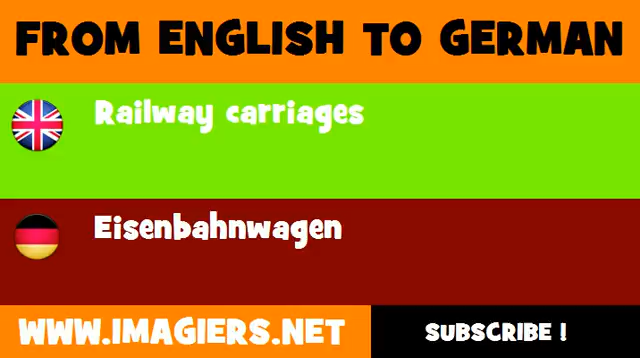 FROM ENGLISH TO GERMAN
Railway carriages
Eisenbahnwagen
WWW.IMAGIERS.NET
SUBSCRIBE !